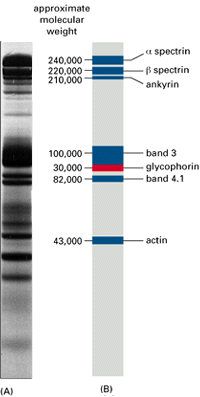 approximate
molecular
weight
240,000
220,000
210,000
α spectrin
β spectrin
ankyrin
100,000
30,000
82,000
band 3
glycophorin
band 4.1
43,000
actin
(A)
(B)